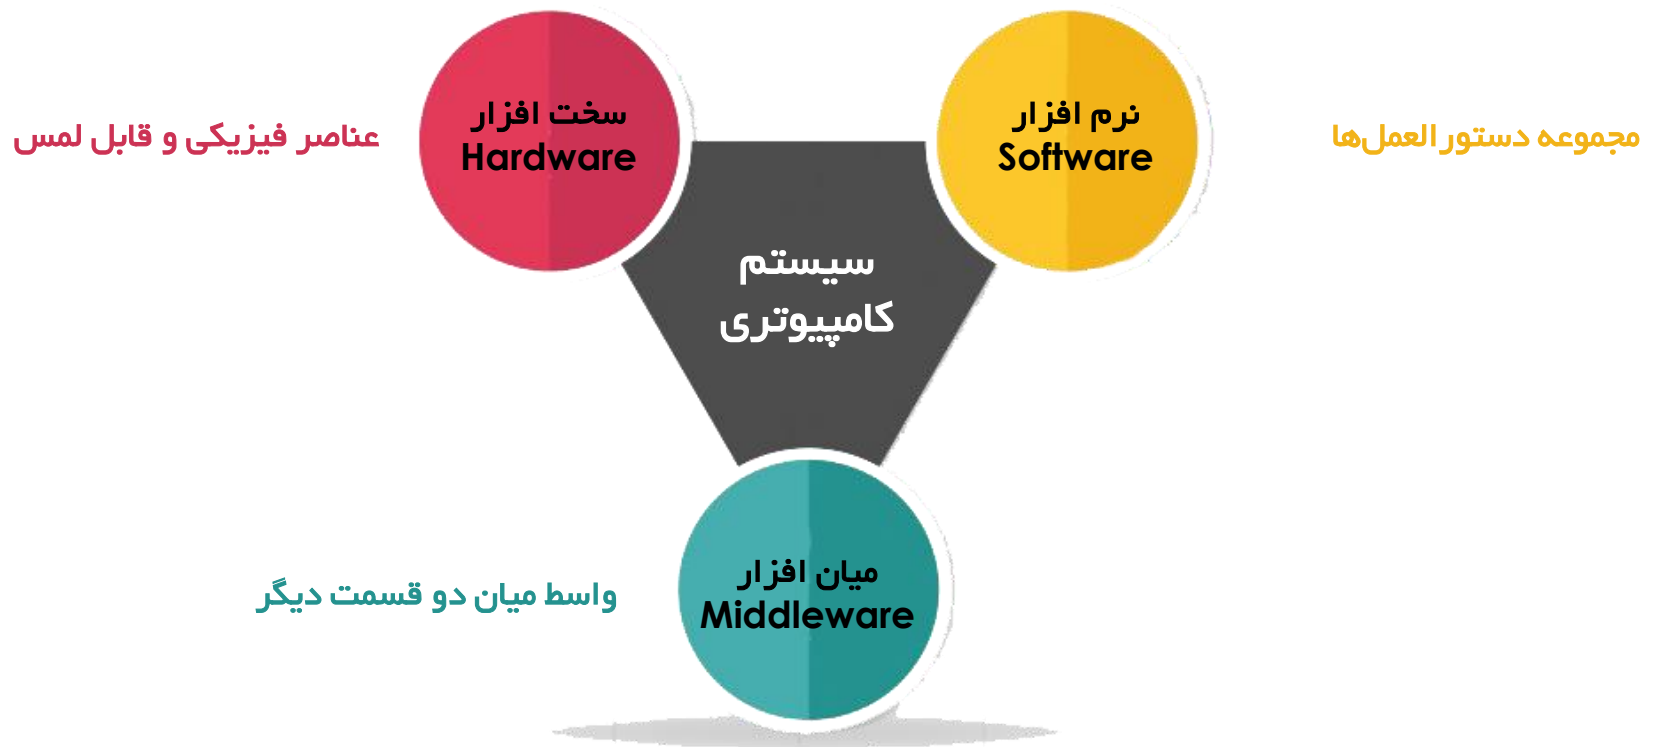 نرم افزار
Software
مجموعه دستورالعمل‌ها
سخت افزار
Hardware
عناصر فیزیکی و قابل لمس
سیستم
کامپیوتری
میان افزار
Middleware
واسط میان دو قسمت دیگر